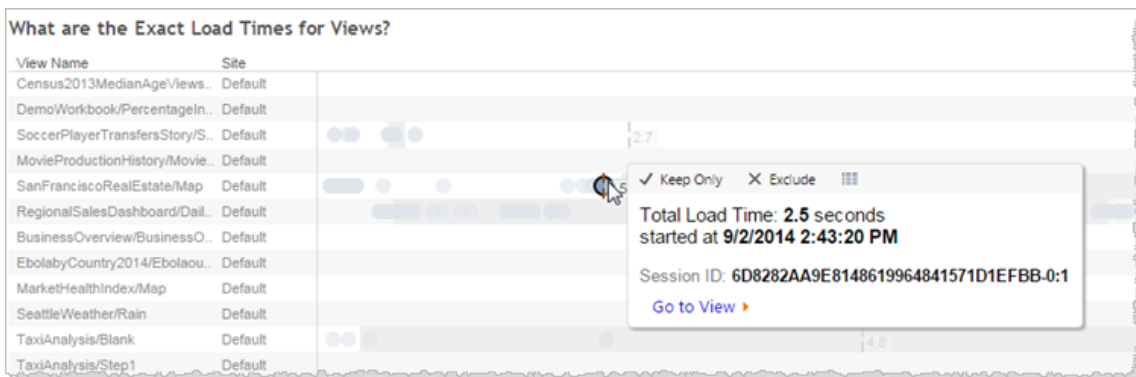 What are the Exact Load Times for Views?
View Name Site
Census2013MedianAgeViews.. Default
DemoWorkbook/PercentageIn.. Default
SoccerPlayerTransfersStory/S.. Default
2.7
MovieProductionHistory/Movie.. Default
SanFranciscoRealEstate/Map Default
5
RegionalSalesDashboard/Dail.. Default
BusinessOverview/BusinessO.. Default
EbolabyCountry2014/Ebolaou.. Default
MarketHealthIndex/Map Default
SeattleWeather/Rain Default
TaxiAnalysis/Blank Default
4.8
TaxiAnalysis/Step1 Default
Keep Only Exclude
Total Load Time: 2.5 seconds
started at 9/2/2014 2:43:20 PM
Session ID: 6D8282AA9E8148619964841571D1EFBB-0:1
Go to View